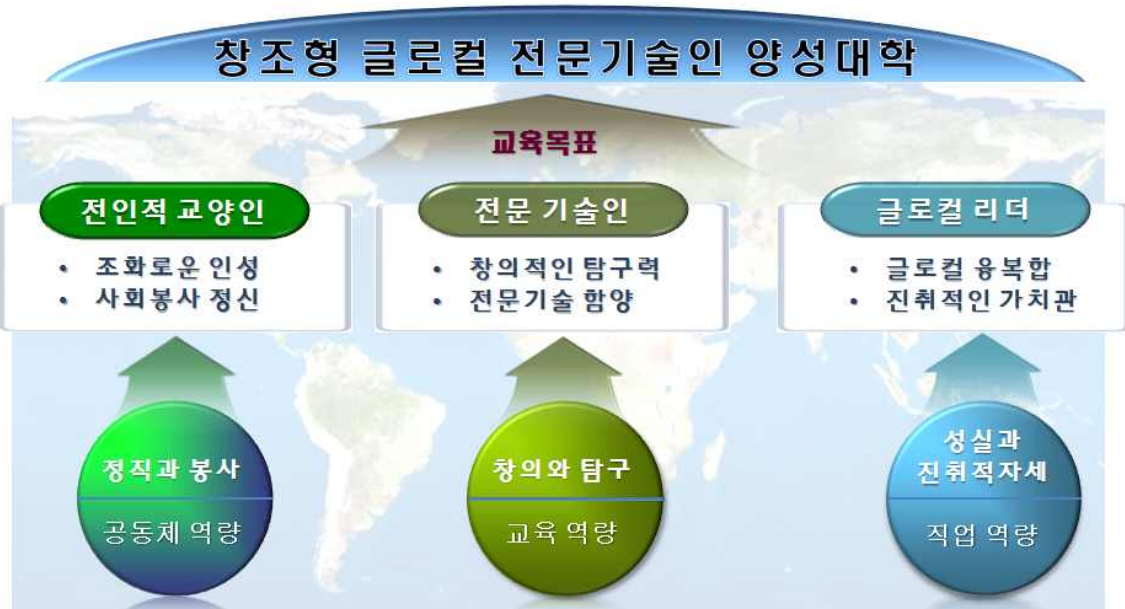 창조형 글로컬 전문기술인 양성대학
교육목표
전인적 교양인
• 조화로운 인성
• 사회봉사 정신
전문 기술인
• 창의적인 탐구력
• 전문기술 함양
글로컬 리더
• 글로컬 융복합
• 진취적인 가치관
정직과 봉사
공동체 역량
창의와 탐구
교육 역량
성실과
진취적자세
직업 역량